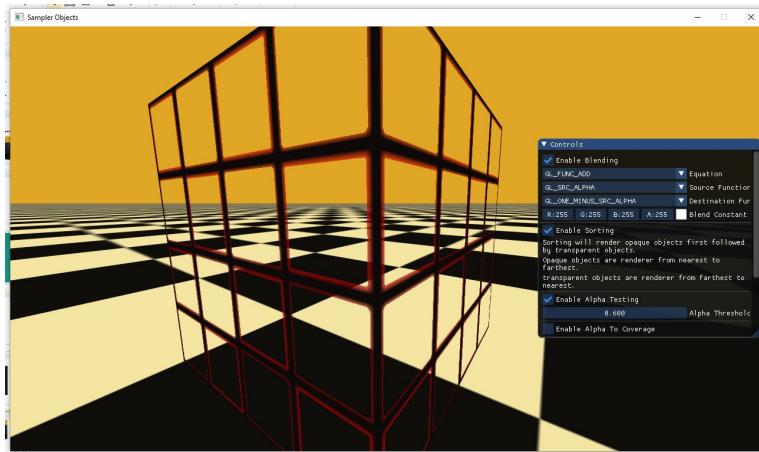 Sampler Objects
Controls
Enable Blending
GL_FUNC_ADD Equation
GL_SRC_ALPHA Source Function
GL_ONE_MINUS_SRC_ALPHA Destination Fun
R:255 G:255 B:255 A:255 Blend Constant
Enable Sorting
Sorting will render opaque objects first followed
by transparent objects.
Opaque objects are renderer from nearest to
farthest.
transparent objects are renderer from farthest to
nearest.
Enable Alpha Testing
0.600 Alpha Threshold
Enable Alpha To Coverage